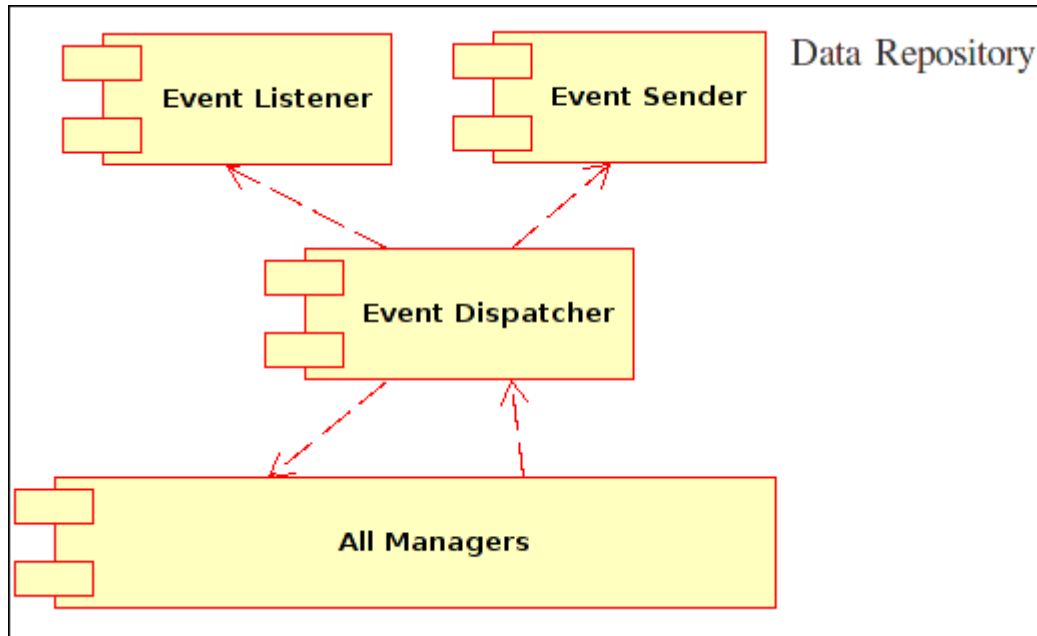 Event Listener
Event Sender
Data Repository
Event Dispatcher
All Managers